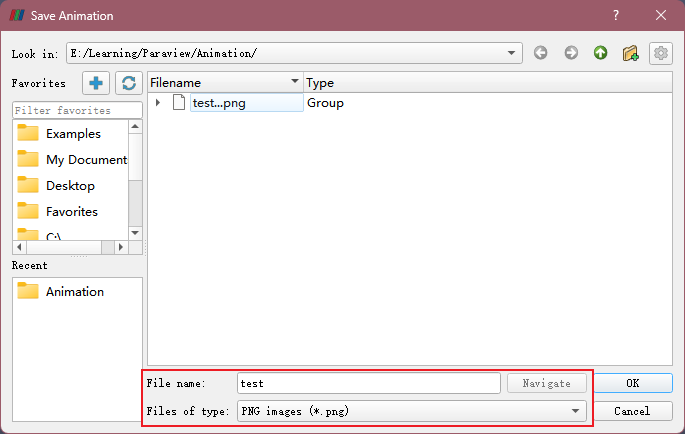 Save Animation
Look in: E:/Learning/Paraview/Animation/
Favorites
Filter favorites
Examples
My Document
Desktop
Favorites
C:\
Recent
Animation
Filename Type
test...png Group
File name: test Navigate OK
Files of type: PNG images (*.png) Cancel